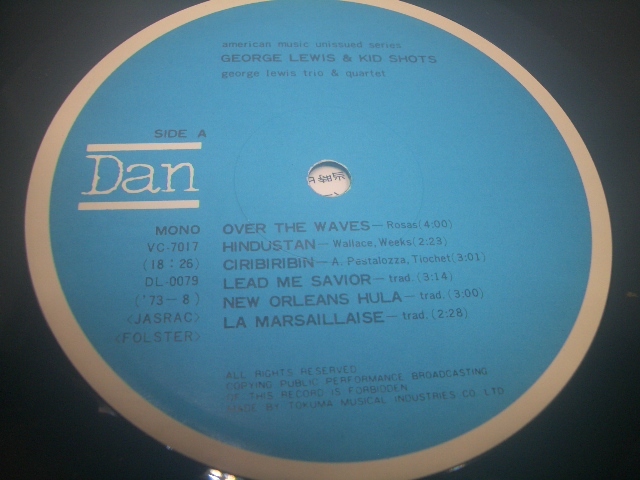 american music unissued series
GEORGE LEWIS & KID SHOTS
george lewis trio & quartet
SIDE A
Dan
MONO
VC-7017
(18:26)
DL-0079
('73-8)
<JASRAC>
<FOLSTER>
OVER THE WAVES—Rosas(4:00)
HINDUSTAN—Wallace, Weeks(2:23)
CIRIBIRIBIN—A. Pastalozza, Tiochet(3:01)
LEAD ME SAVIOR—trad.(3:14)
NEW ORLEANS HULA—trad.(3:00)
LA MARSAILLAISE—trad.(2:28)
ALL RIGHTS RESERVED
COPYING PUBLIC PERFORMANCE BROADCASTING
OF THIS RECORD IS FORBIDDEN
MADE BY TOKUMA MUSICAL INDUSTRIES CO. LTD